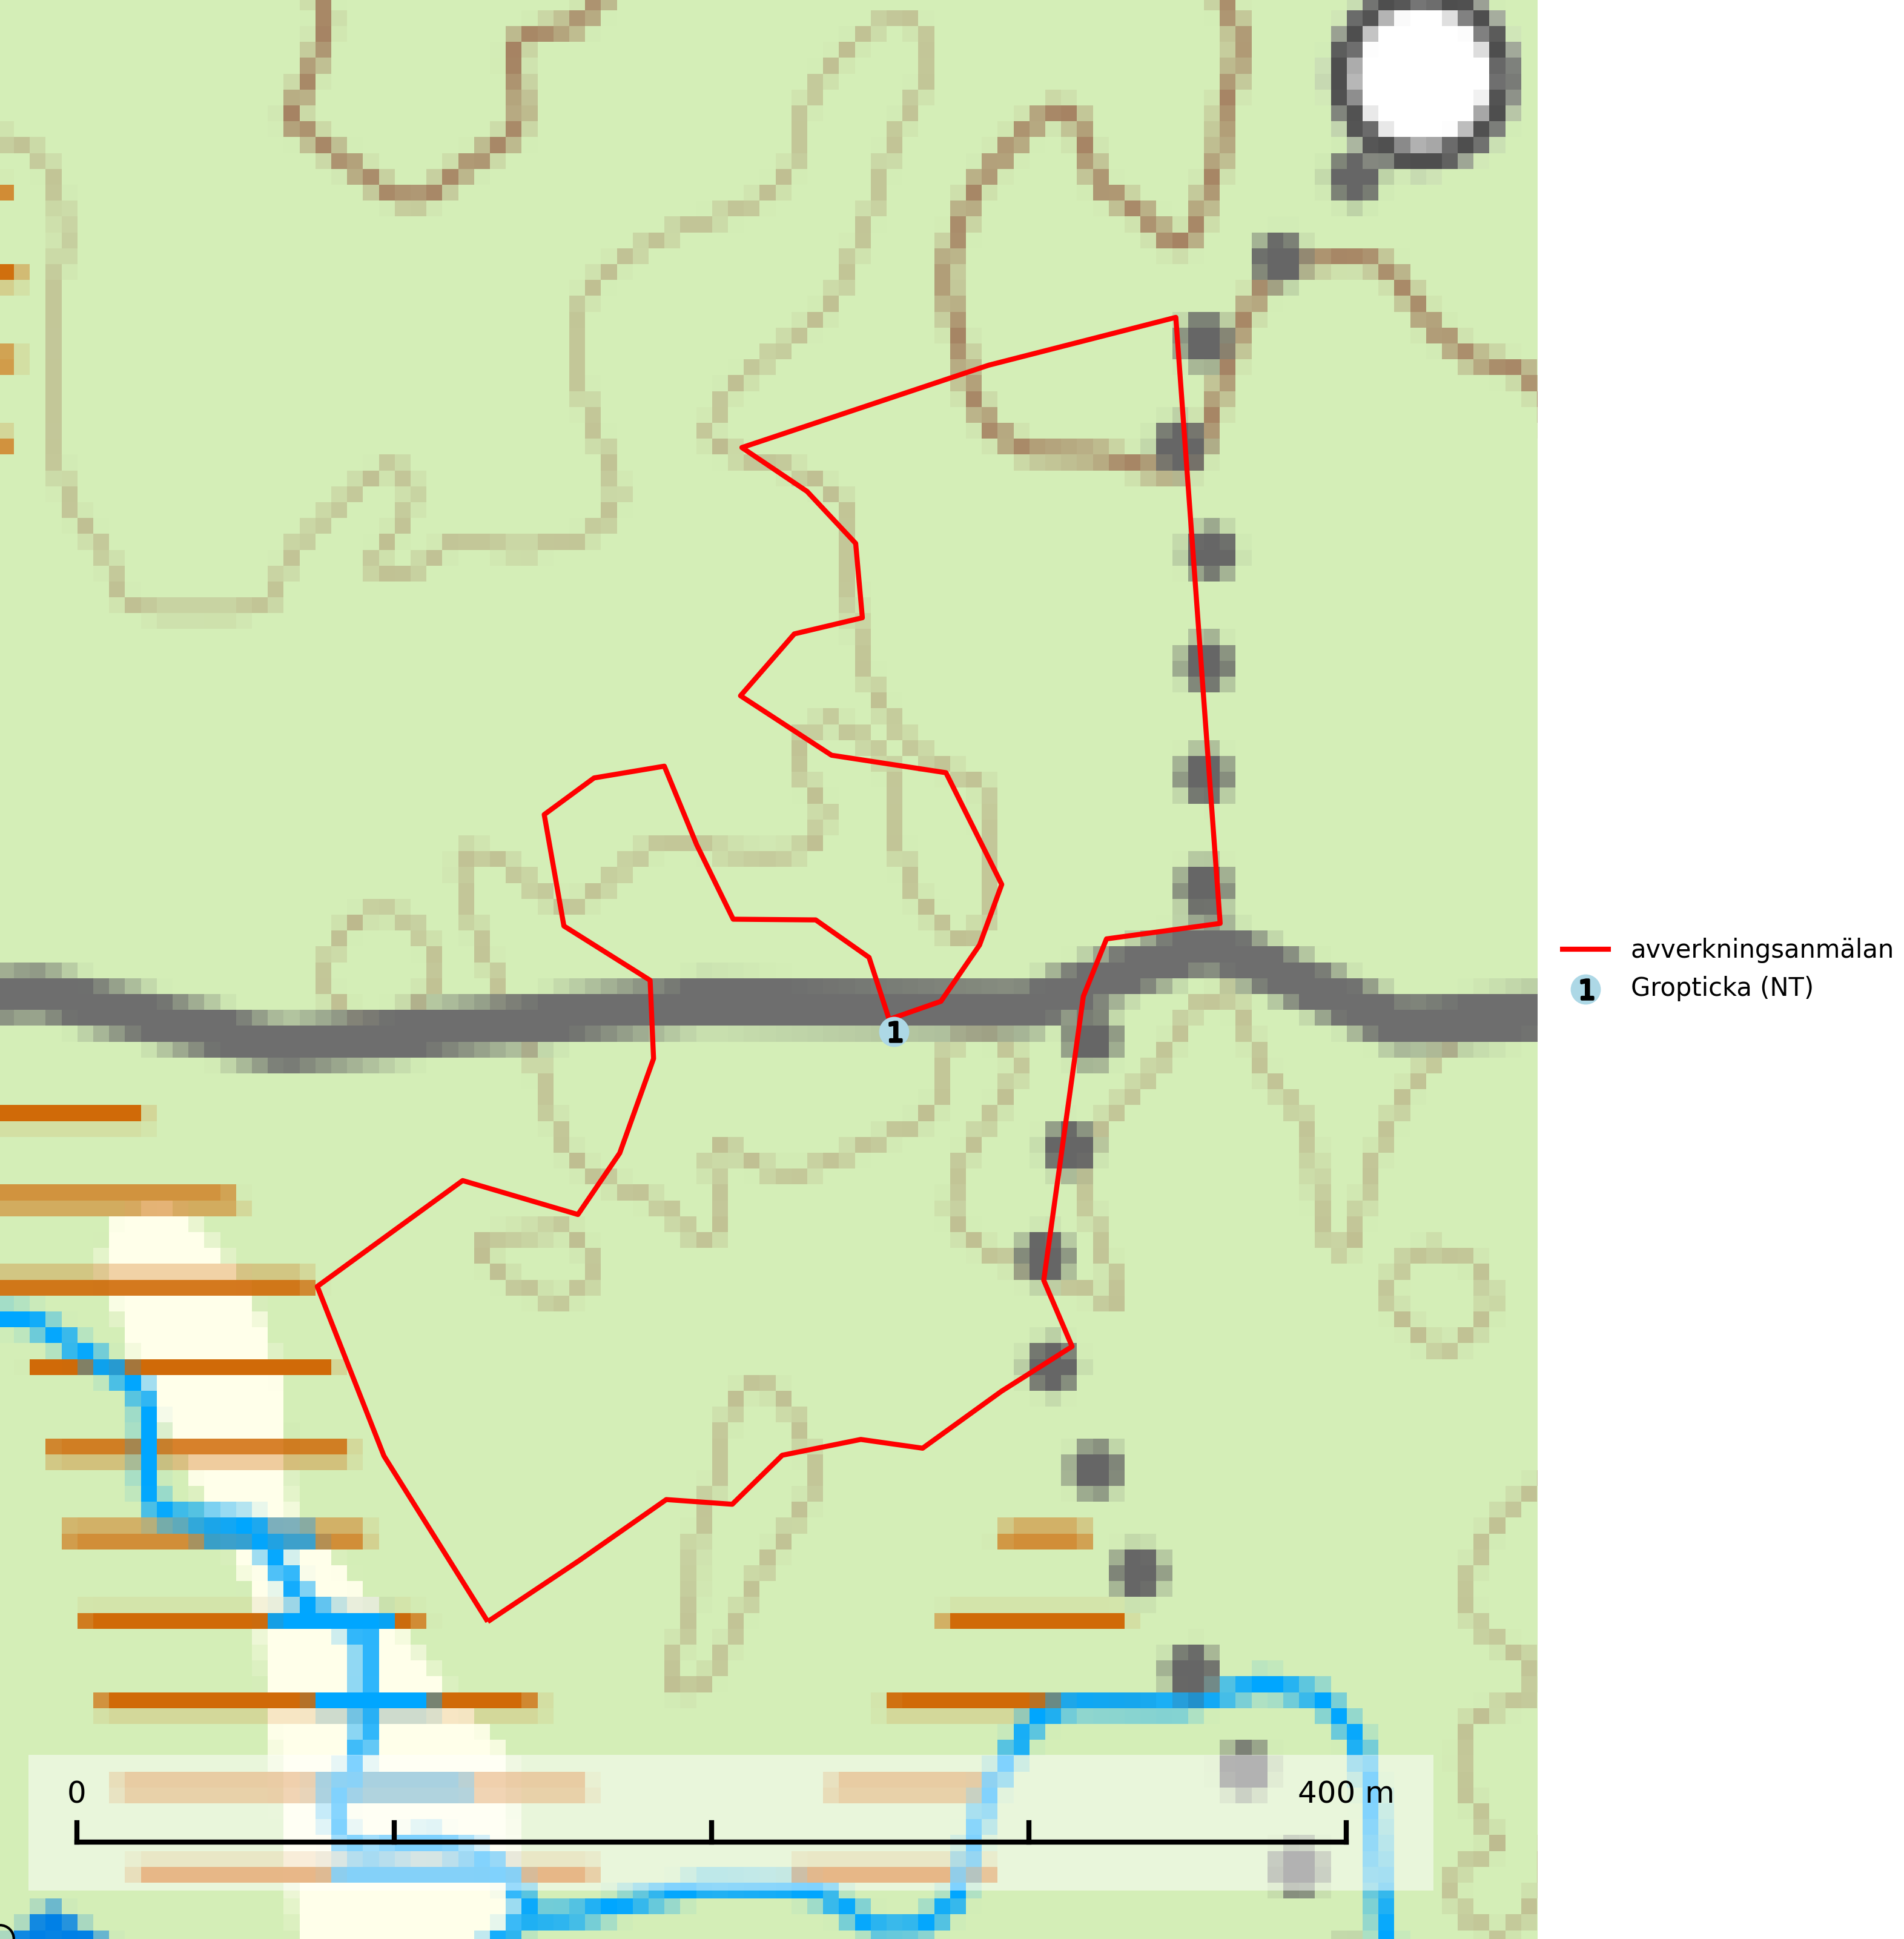 avverkningsanmälan
1 Gropticka (NT)
1
0 400 m